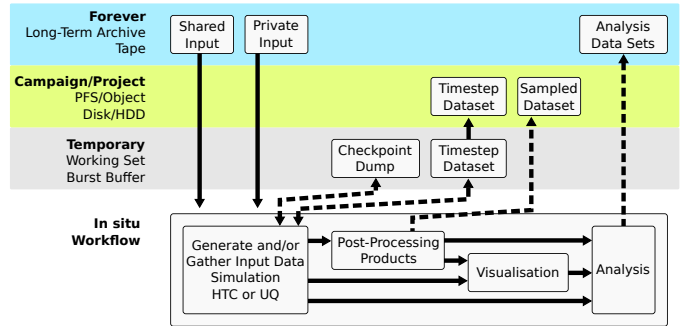 Forever
Long-Term Archive
Tape
Shared
Input
Private
Input
Analysis
Data Sets
Campaign/Project
PFS/Object
Disk/HDD
Timestep
Dataset
Sampled
Dataset
Temporary
Working Set
Burst Buffer
Checkpoint
Dump
Timestep
Dataset
In situ
Workflow
Generate and/or
Gather Input Data
Simulation
HTC or UQ
Post-Processing
Products
Visualisation
Analysis